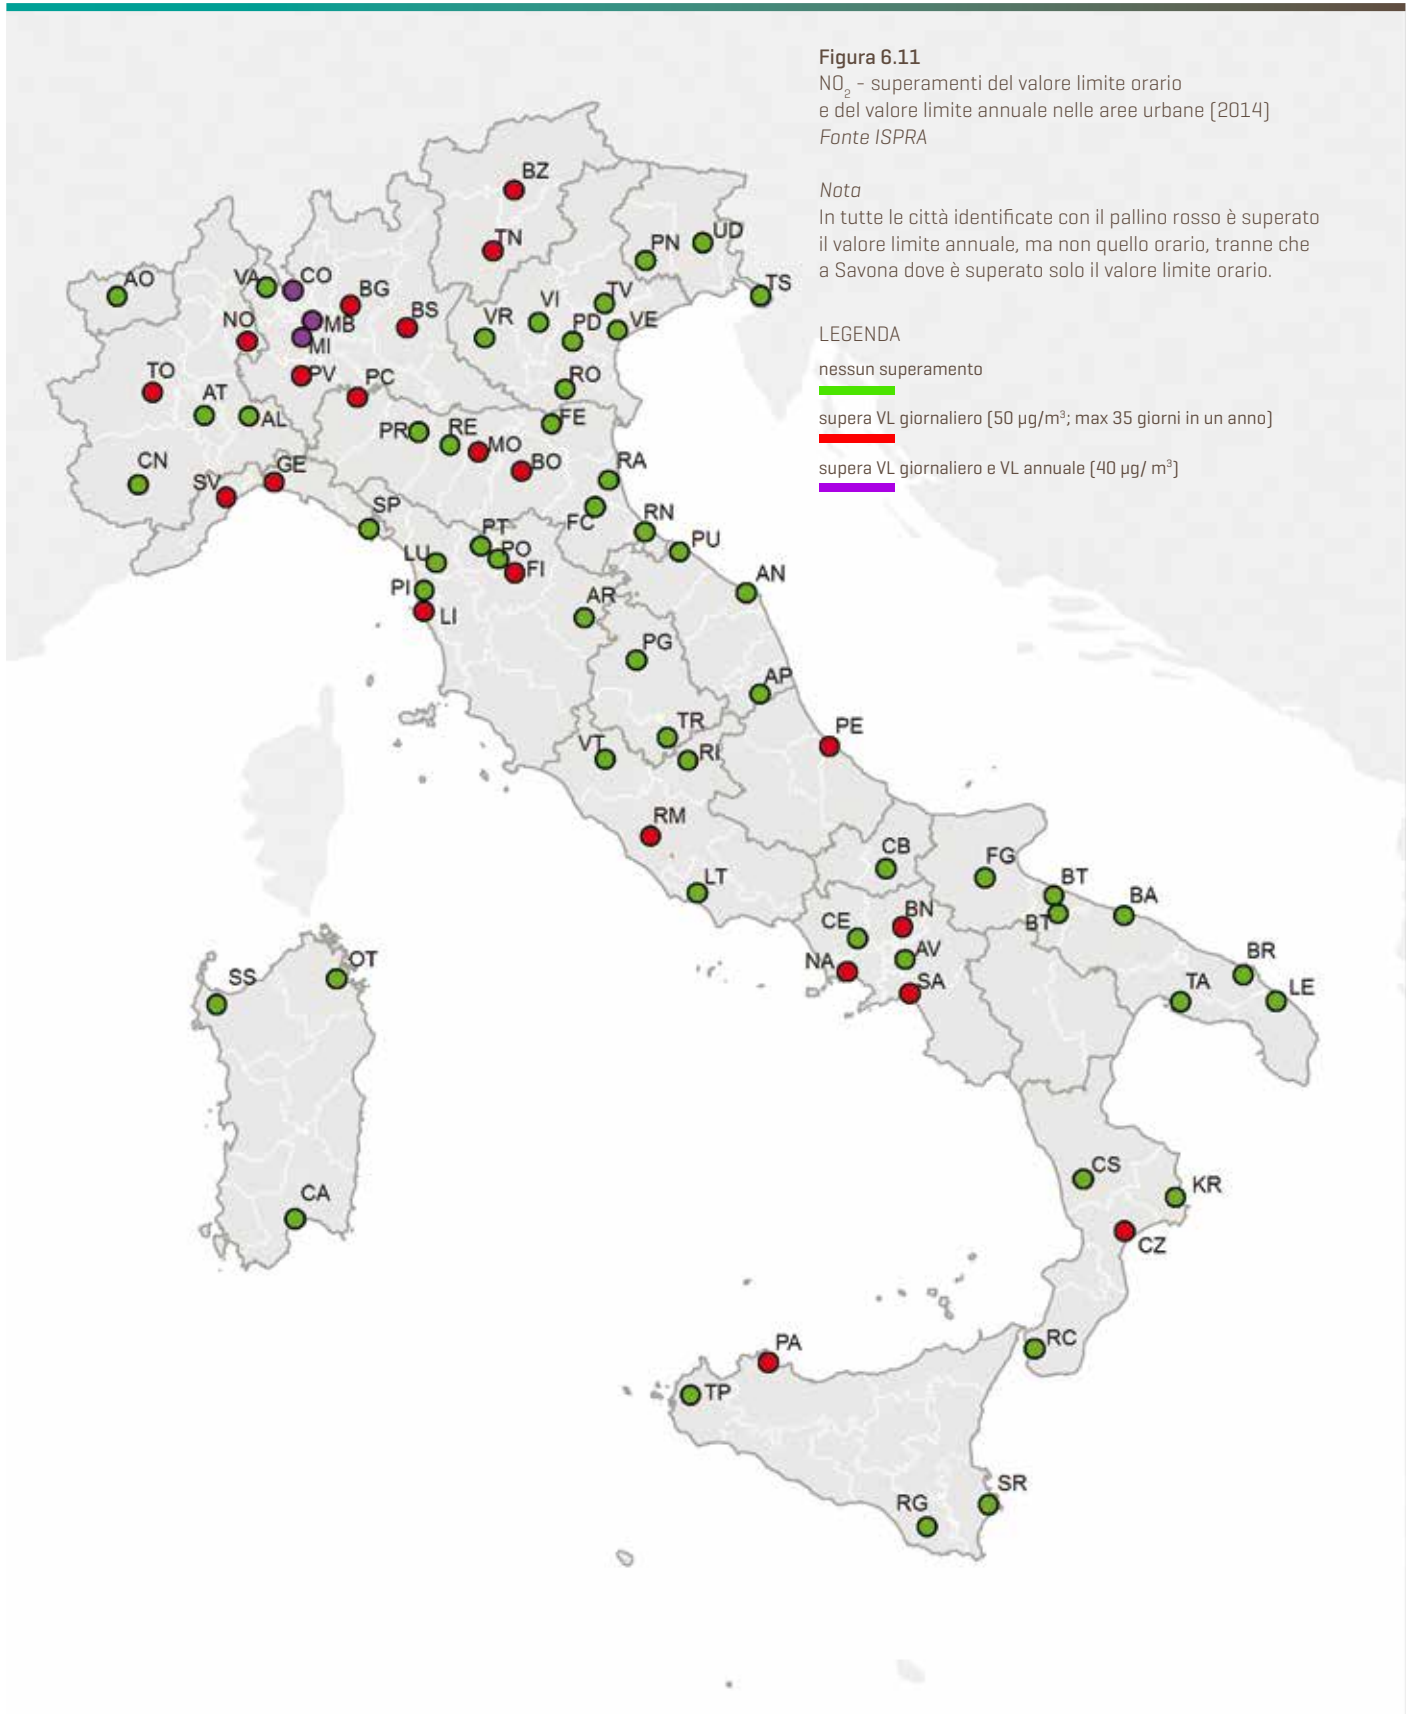 Figura 6.11
NO₂ - superamenti del valore limite orario
e del valore limite annuale nelle aree urbane (2014)
Fonte ISPRA
Nota
In tutte le città identificate con il pallino rosso è superato
il valore limite annuale, ma non quello orario, tranne che
a Savona dove è superato solo il valore limite orario.
LEGENDA
nessun superamento
supera VL giornaliero (50 µg/m³; max 35 giorni in un anno)
supera VL giornaliero e VL annuale (40 µg/ m³)
BZ
TN
PN
UD
TS
AO
VA
CO
BG
BS
VR
VI
TV
PD
VE
NO
MB
MI
TO
AT
AL
PV
PC
RO
FE
PR
RE
MO
BO
RA
CN
SV
GE
SP
FC
RN
PU
PT
PO
FI
LU
PI
LI
AR
AN
PG
AP
TR
VT
RI
PE
RM
LT
CB
FG
BT
BT
BA
CE
BN
NA
AV
SA
BR
TA
LE
SS
OT
CA
CS
KR
CZ
RC
PA
TP
SR
RG